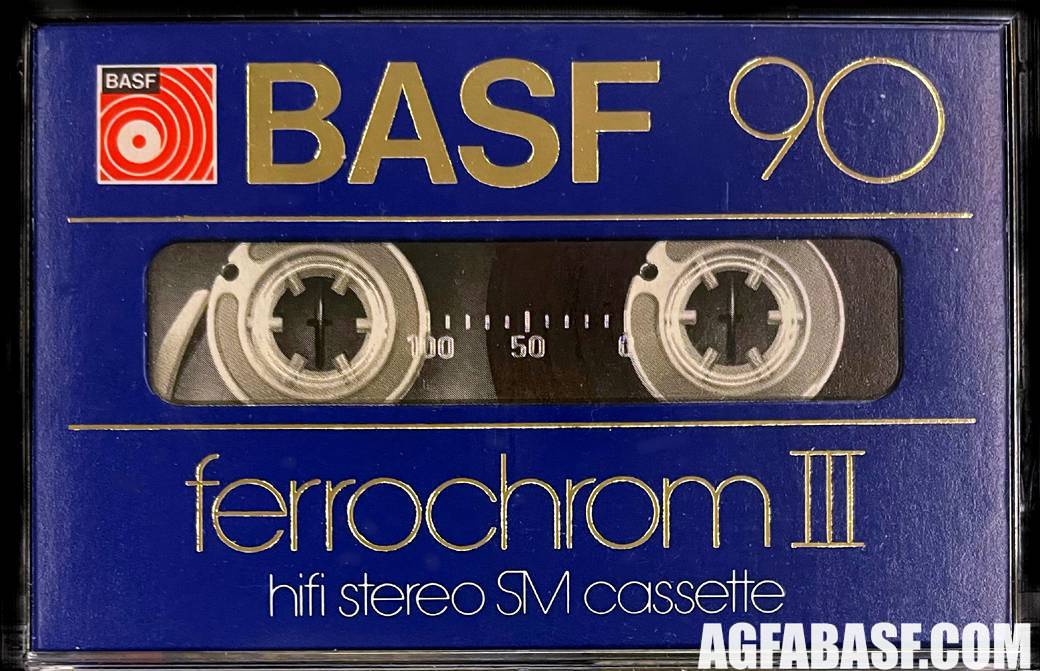 BASF
BASF 90
100 50 0
ferrochrom III
hifi stereo SM cassette
AGFABASF.COM